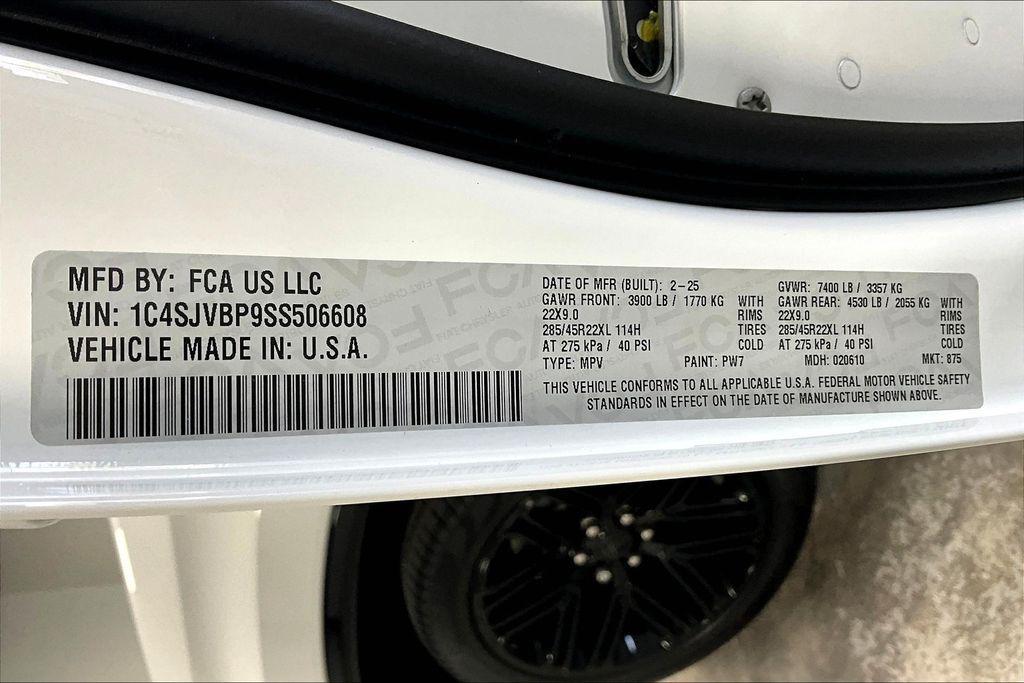 MFD BY: FCA US LLC
VIN: 1C4SJVBP9SS506608
VEHICLE MADE IN: U.S.A.
DATE OF MFR (BUILT): 2-25 GVWR: 7400 LB / 3357 KG
GAWR FRONT: 3900 LB / 1770 KG WITH GAWR REAR: 4530 LB / 2055 KG WITH
22X9.0 RIMS 22X9.0 RIMS
285/45R22XL 114H TIRES 285/45R22XL 114H TIRES
AT 275 kPa / 40 PSI COLD AT 275 kPa / 40 PSI COLD
TYPE: MPV PAINT: PW7 MDH: 020610 MKT: 875
THIS VEHICLE CONFORMS TO ALL APPLICABLE U.S.A. FEDERAL MOTOR VEHICLE SAFETY
STANDARDS IN EFFECT ON THE DATE OF MANUFACTURE SHOWN ABOVE.